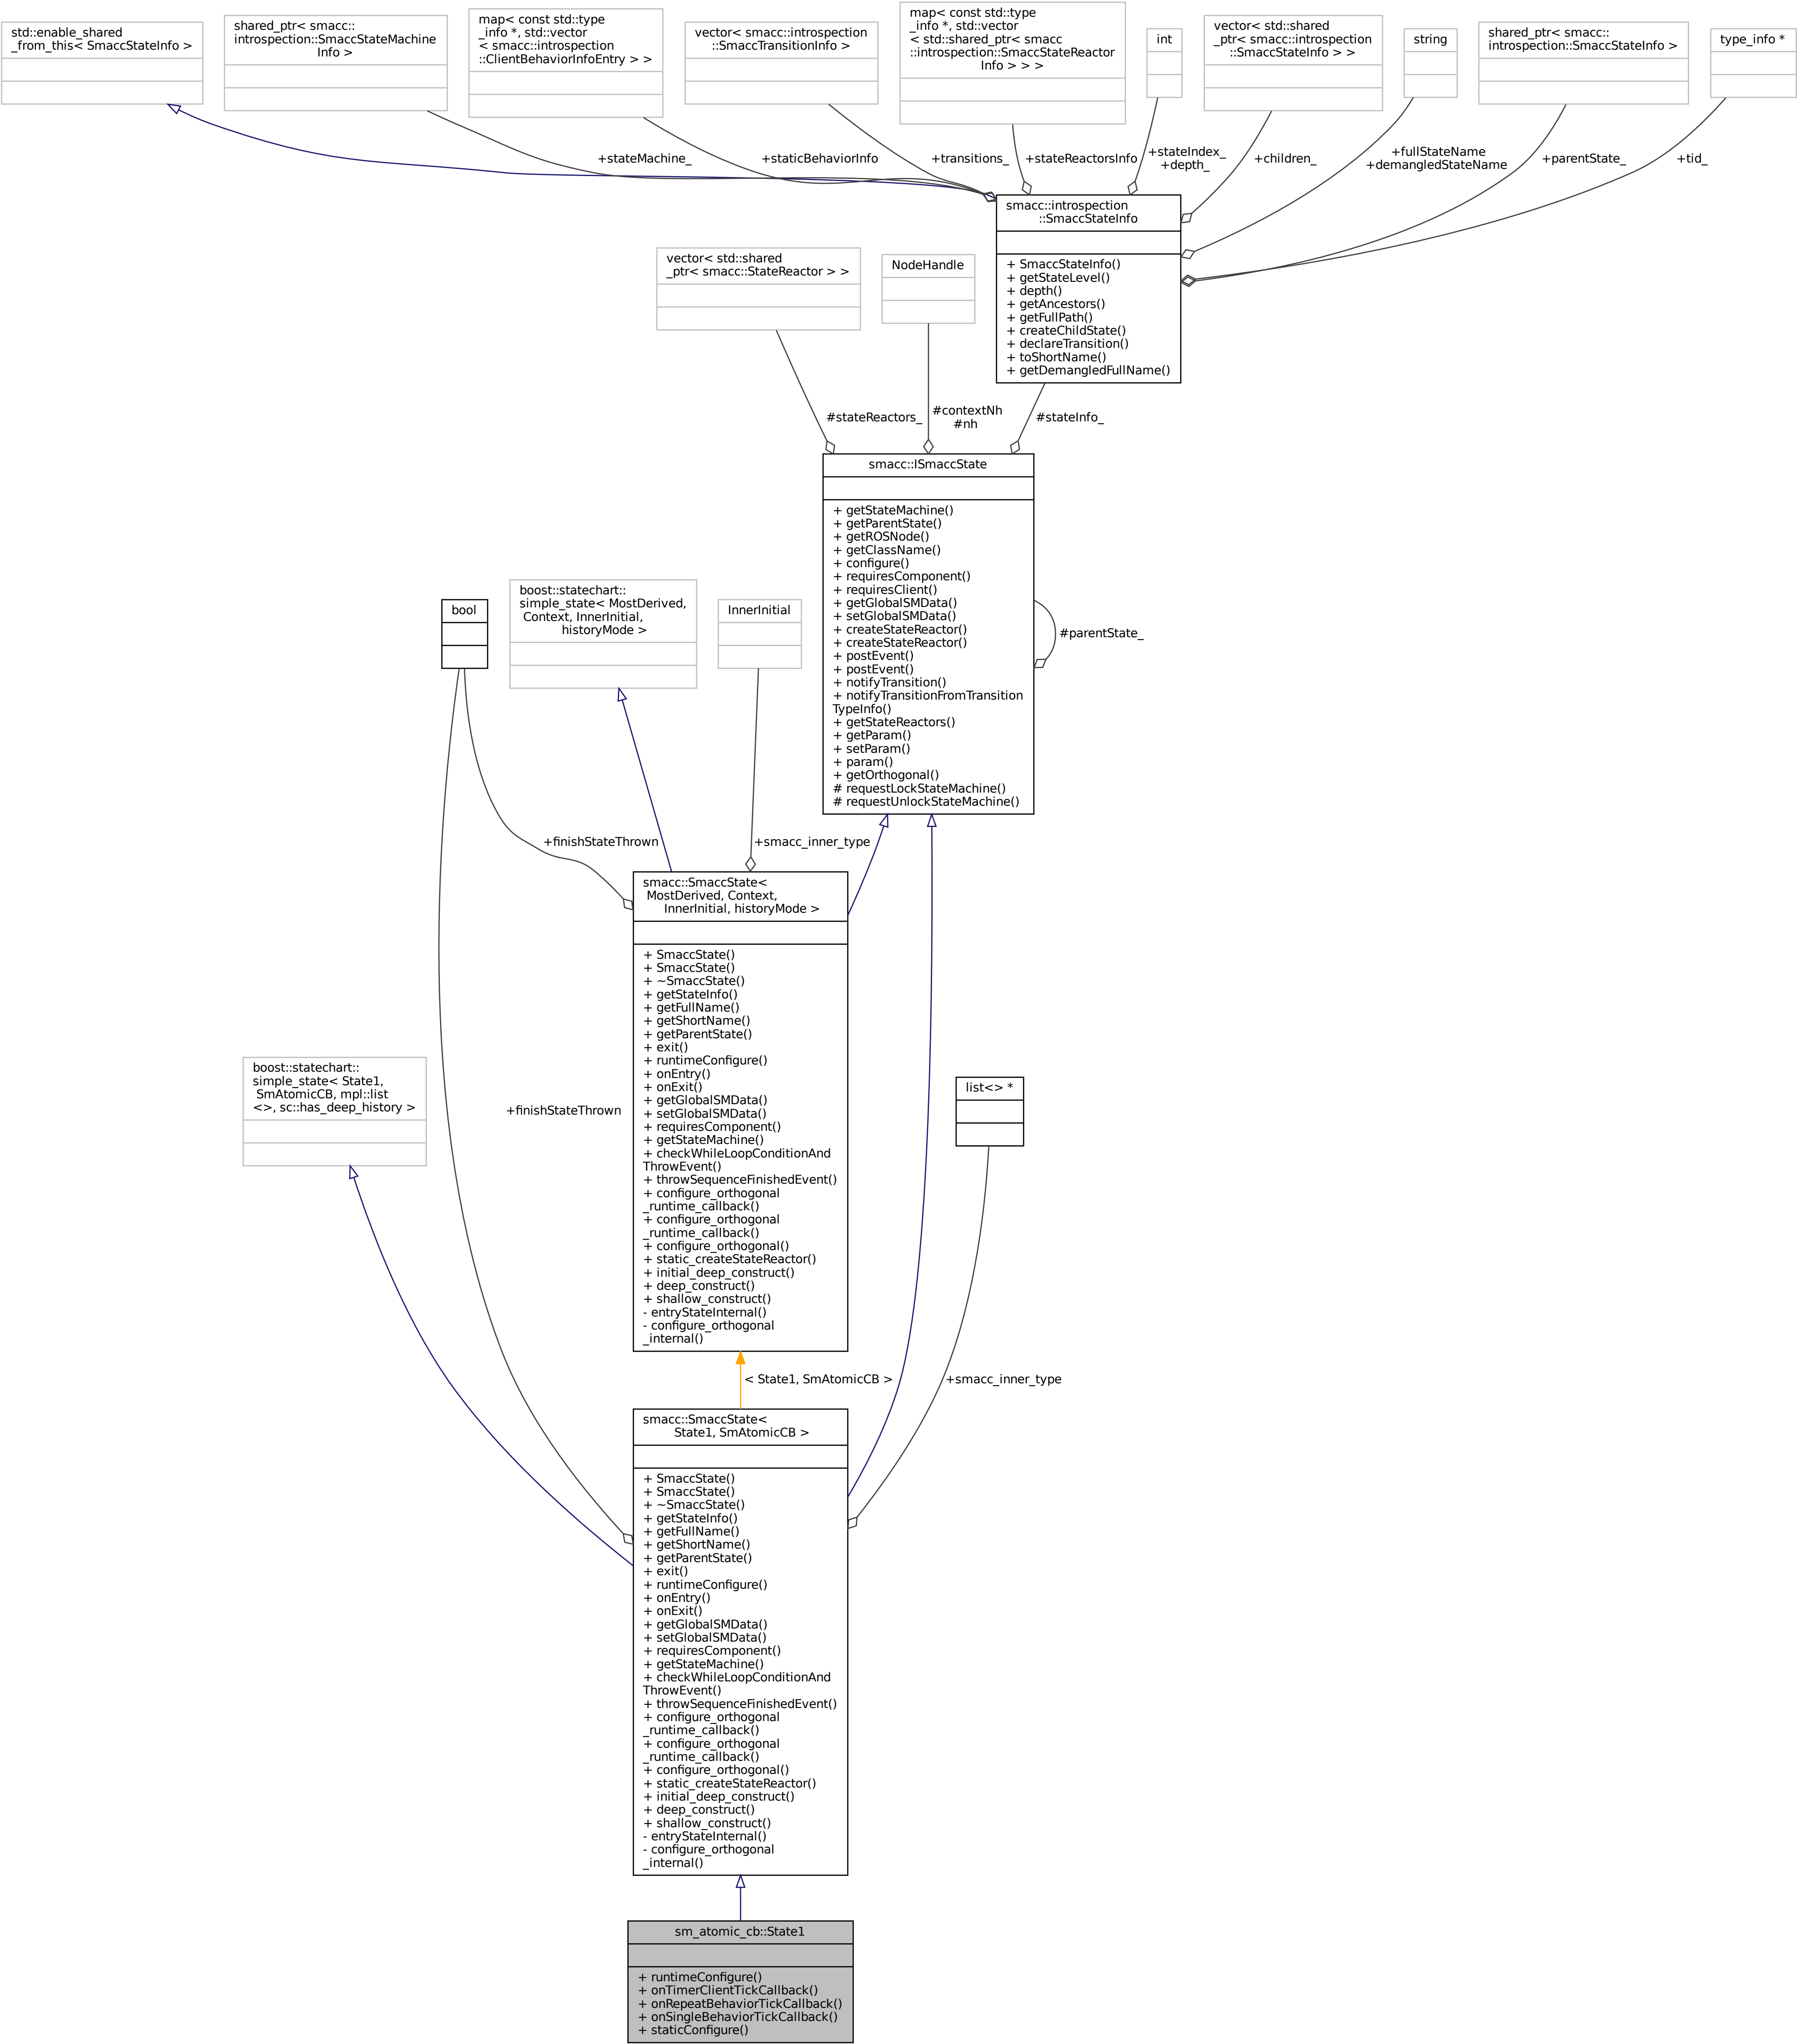 std::enable_shared
_from_this< SmaccStateInfo >
shared_ptr< smacc::
introspection::SmaccStateMachine
Info >
map< const std::type
_info *, std::vector
< smacc::introspection
::ClientBehaviorInfoEntry > >
vector< smacc::introspection
::SmaccTransitionInfo >
map< const std::type
_info *, std::vector
< std::shared_ptr< smacc
::introspection::SmaccStateReactor
Info > > >
int
vector< std::shared
_ptr< smacc::introspection
::SmaccStateInfo > >
string
shared_ptr< smacc::
introspection::SmaccStateInfo >
type_info *
+stateMachine_
+staticBehaviorInfo
+transitions_
+stateReactorsInfo
+stateIndex_
+depth_
+children_
+fullStateName
+demangledStateName
+parentState_
+tid_
smacc::introspection
::SmaccStateInfo
+ SmaccStateInfo()
+ getStateLevel()
+ depth()
+ getAncestors()
+ getFullPath()
+ createChildState()
+ declareTransition()
+ toShortName()
+ getDemangledFullName()
vector< std::shared
_ptr< smacc::StateReactor > >
NodeHandle
#stateReactors_
#contextNh
#nh
#stateInfo_
smacc::ISmaccState
+ getStateMachine()
+ getParentState()
+ getROSNode()
+ getClassName()
+ configure()
+ requiresComponent()
+ requiresClient()
+ getGlobalSMData()
+ setGlobalSMData()
+ createStateReactor()
+ createStateReactor()
+ postEvent()
+ postEvent()
+ notifyTransition()
+ notifyTransitionFromTransition
TypeInfo()
+ getStateReactors()
+ getParam()
+ setParam()
+ param()
+ getOrthogonal()
# requestLockStateMachine()
# requestUnlockStateMachine()
#parentState_
bool
boost::statechart::
simple_state< MostDerived,
Context, InnerInitial,
historyMode >
InnerInitial
+finishStateThrown
+smacc_inner_type
smacc::SmaccState<
MostDerived, Context,
InnerInitial, historyMode >
+ SmaccState()
+ SmaccState()
+ ~SmaccState()
+ getStateInfo()
+ getFullName()
+ getShortName()
+ getParentState()
+ exit()
+ runtimeConfigure()
+ onEntry()
+ onExit()
+ getGlobalSMData()
+ setGlobalSMData()
+ requiresComponent()
+ getStateMachine()
+ checkWhileLoopConditionAnd
ThrowEvent()
+ throwSequenceFinishedEvent()
+ configure_orthogonal
_runtime_callback()
+ configure_orthogonal
_runtime_callback()
+ configure_orthogonal()
+ static_createStateReactor()
+ initial_deep_construct()
+ deep_construct()
+ shallow_construct()
- entryStateInternal()
- configure_orthogonal
_internal()
boost::statechart::
simple_state< State1,
SmAtomicCB, mpl::list
<>, sc::has_deep_history >
+finishStateThrown
list<> *
< State1, SmAtomicCB >
+smacc_inner_type
smacc::SmaccState<
State1, SmAtomicCB >
+ SmaccState()
+ SmaccState()
+ ~SmaccState()
+ getStateInfo()
+ getFullName()
+ getShortName()
+ getParentState()
+ exit()
+ runtimeConfigure()
+ onEntry()
+ onExit()
+ getGlobalSMData()
+ setGlobalSMData()
+ requiresComponent()
+ getStateMachine()
+ checkWhileLoopConditionAnd
ThrowEvent()
+ throwSequenceFinishedEvent()
+ configure_orthogonal
_runtime_callback()
+ configure_orthogonal
_runtime_callback()
+ configure_orthogonal()
+ static_createStateReactor()
+ initial_deep_construct()
+ deep_construct()
+ shallow_construct()
- entryStateInternal()
- configure_orthogonal
_internal()
sm_atomic_cb::State1
+ runtimeConfigure()
+ onTimerClientTickCallback()
+ onRepeatBehaviorTickCallback()
+ onSingleBehaviorTickCallback()
+ staticConfigure()